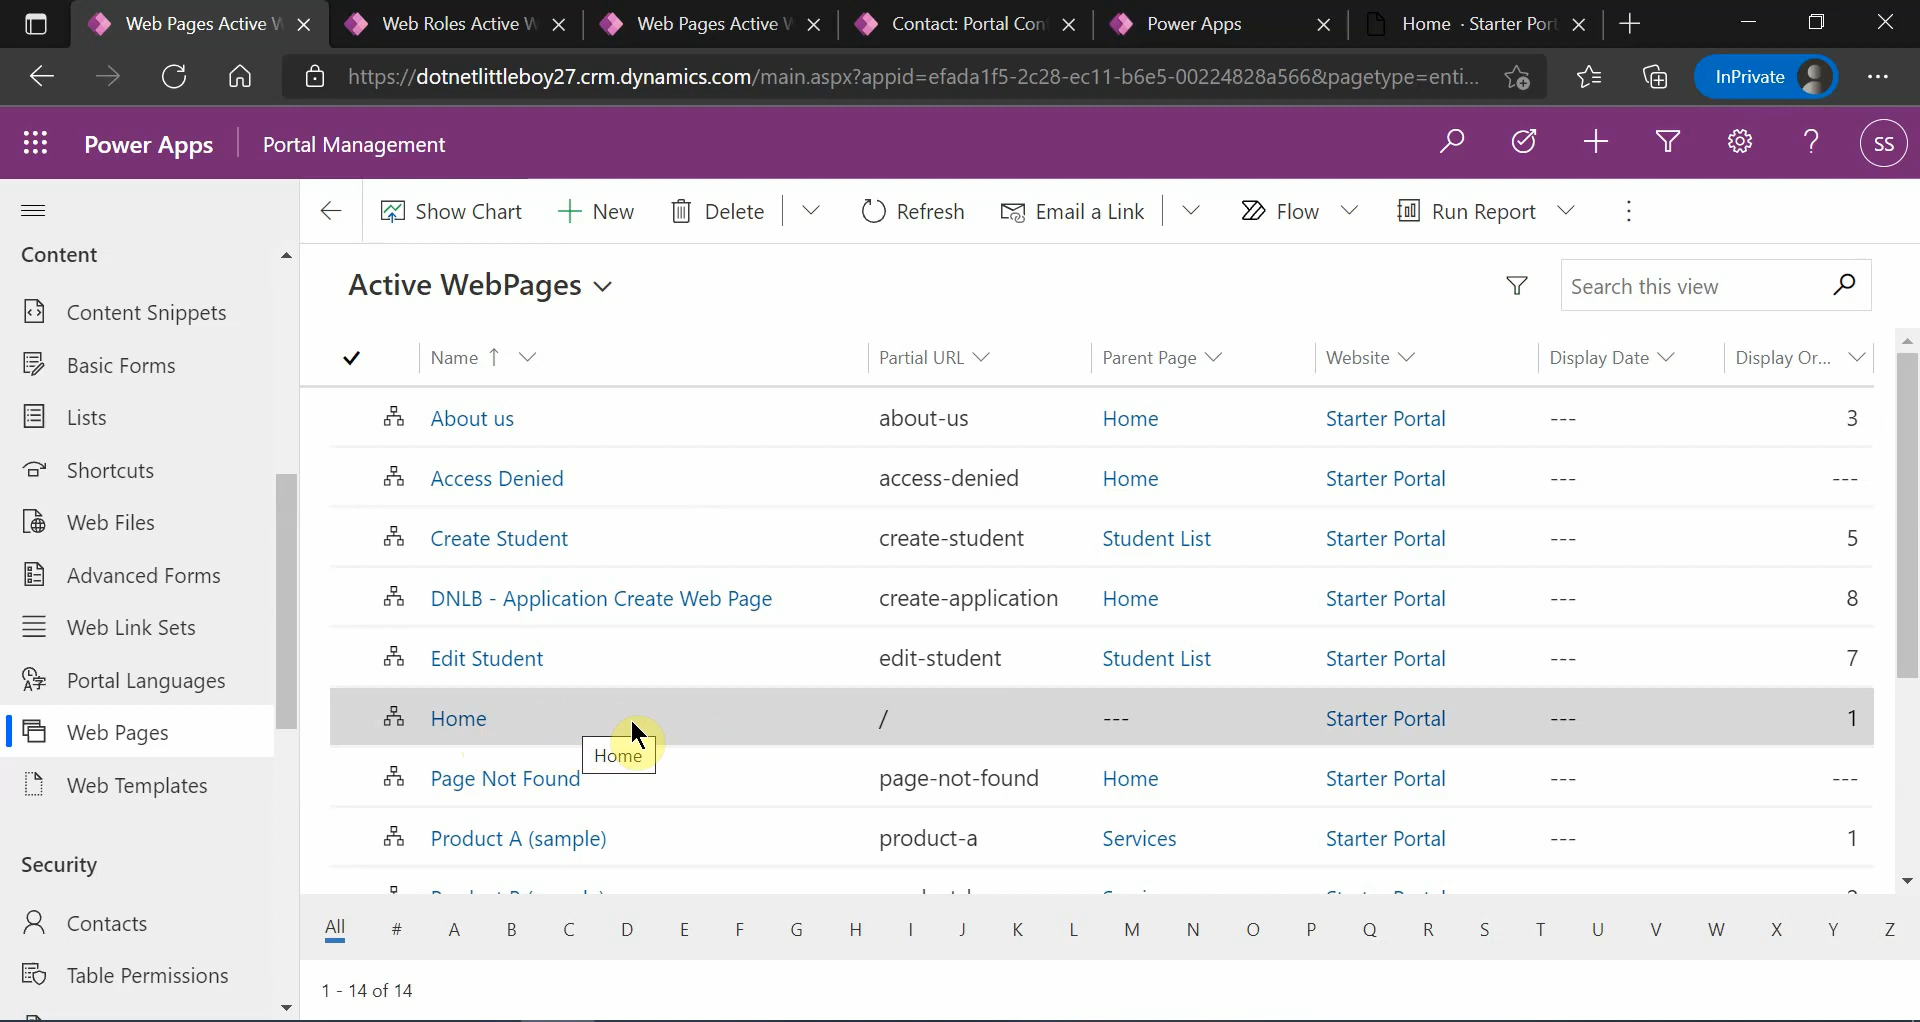 Web Pages Active W
Web Roles Active W
Web Pages Active W
Contact: Portal Con
Power Apps
Home · Starter Port
https://dotnetlittleboy27.crm.dynamics.com/main.aspx?appid=efada1f5-2c28-ec11-b6e5-00224828a566&pagetype=enti...
InPrivate
Power Apps
Portal Management
SS
Show Chart
New
Delete
Refresh
Email a Link
Flow
Run Report
Content
Content Snippets
Basic Forms
Lists
Shortcuts
Web Files
Advanced Forms
Web Link Sets
Portal Languages
Web Pages
Web Templates
Security
Contacts
Table Permissions
Active WebPages
Search this view
Name Partial URL Parent Page Website Display Date Display Or...
About us about-us Home Starter Portal --- 3
Access Denied access-denied Home Starter Portal --- ---
Create Student create-student Student List Starter Portal --- 5
DNLB - Application Create Web Page create-application Home Starter Portal --- 8
Edit Student edit-student Student List Starter Portal --- 7
Home / --- Starter Portal --- 1
Home
Page Not Found page-not-found Home Starter Portal --- ---
Product A (sample) product-a Services Starter Portal --- 1
All # A B C D E F G H I J K L M N O P Q R S T U V W X Y Z
1 - 14 of 14